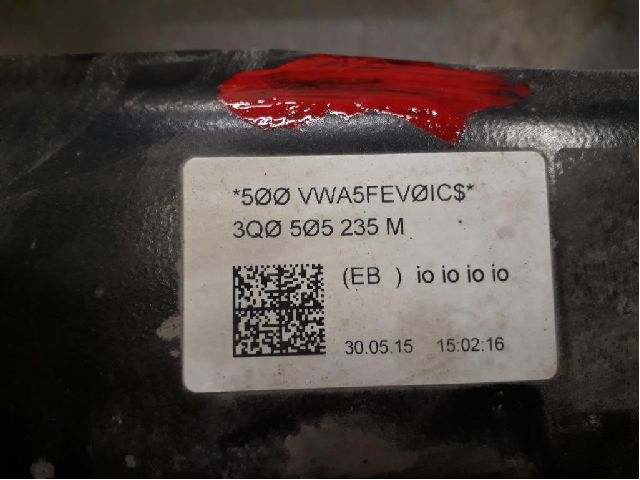 *5ØØ VWA5FEVØIC$*
3QØ 5Ø5 235 M
(EB ) io io io io
30.05.15 15:02:16